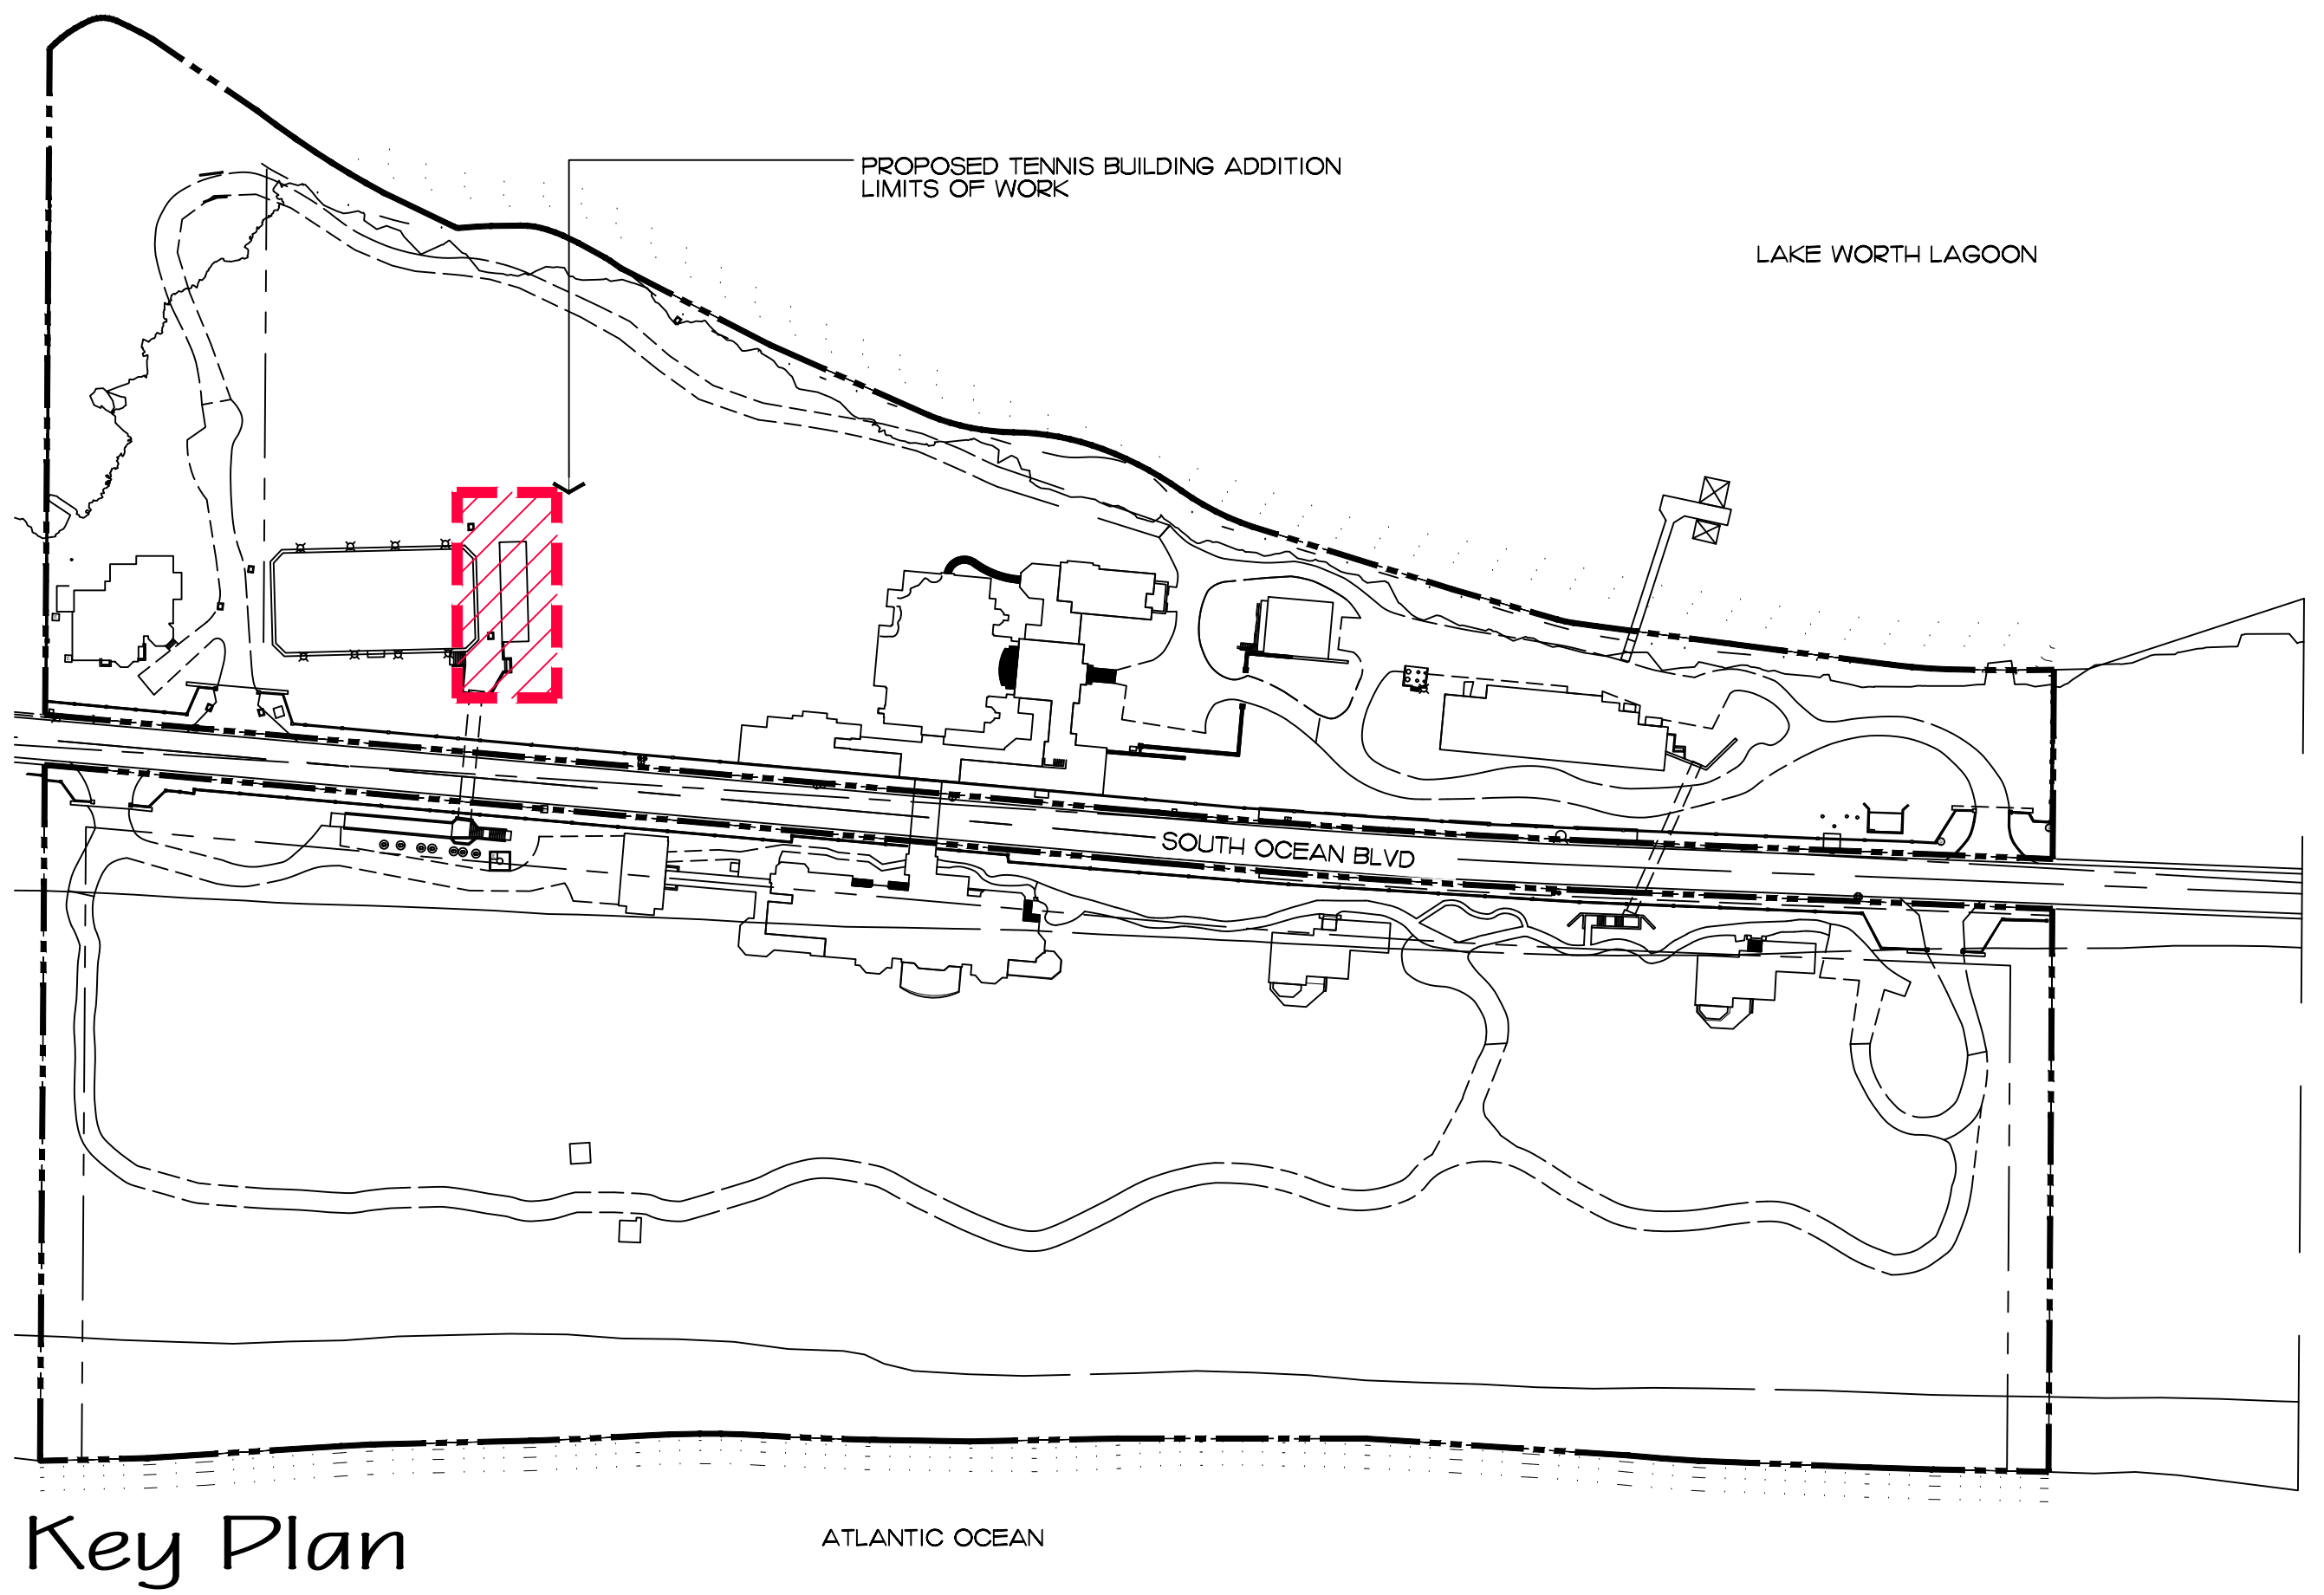 PROPOSED TENNIS BUILDING ADDITION
LIMITS OF WORK
LAKE WORTH LAGOON
SOUTH OCEAN BLVD
ATLANTIC OCEAN
Key Plan